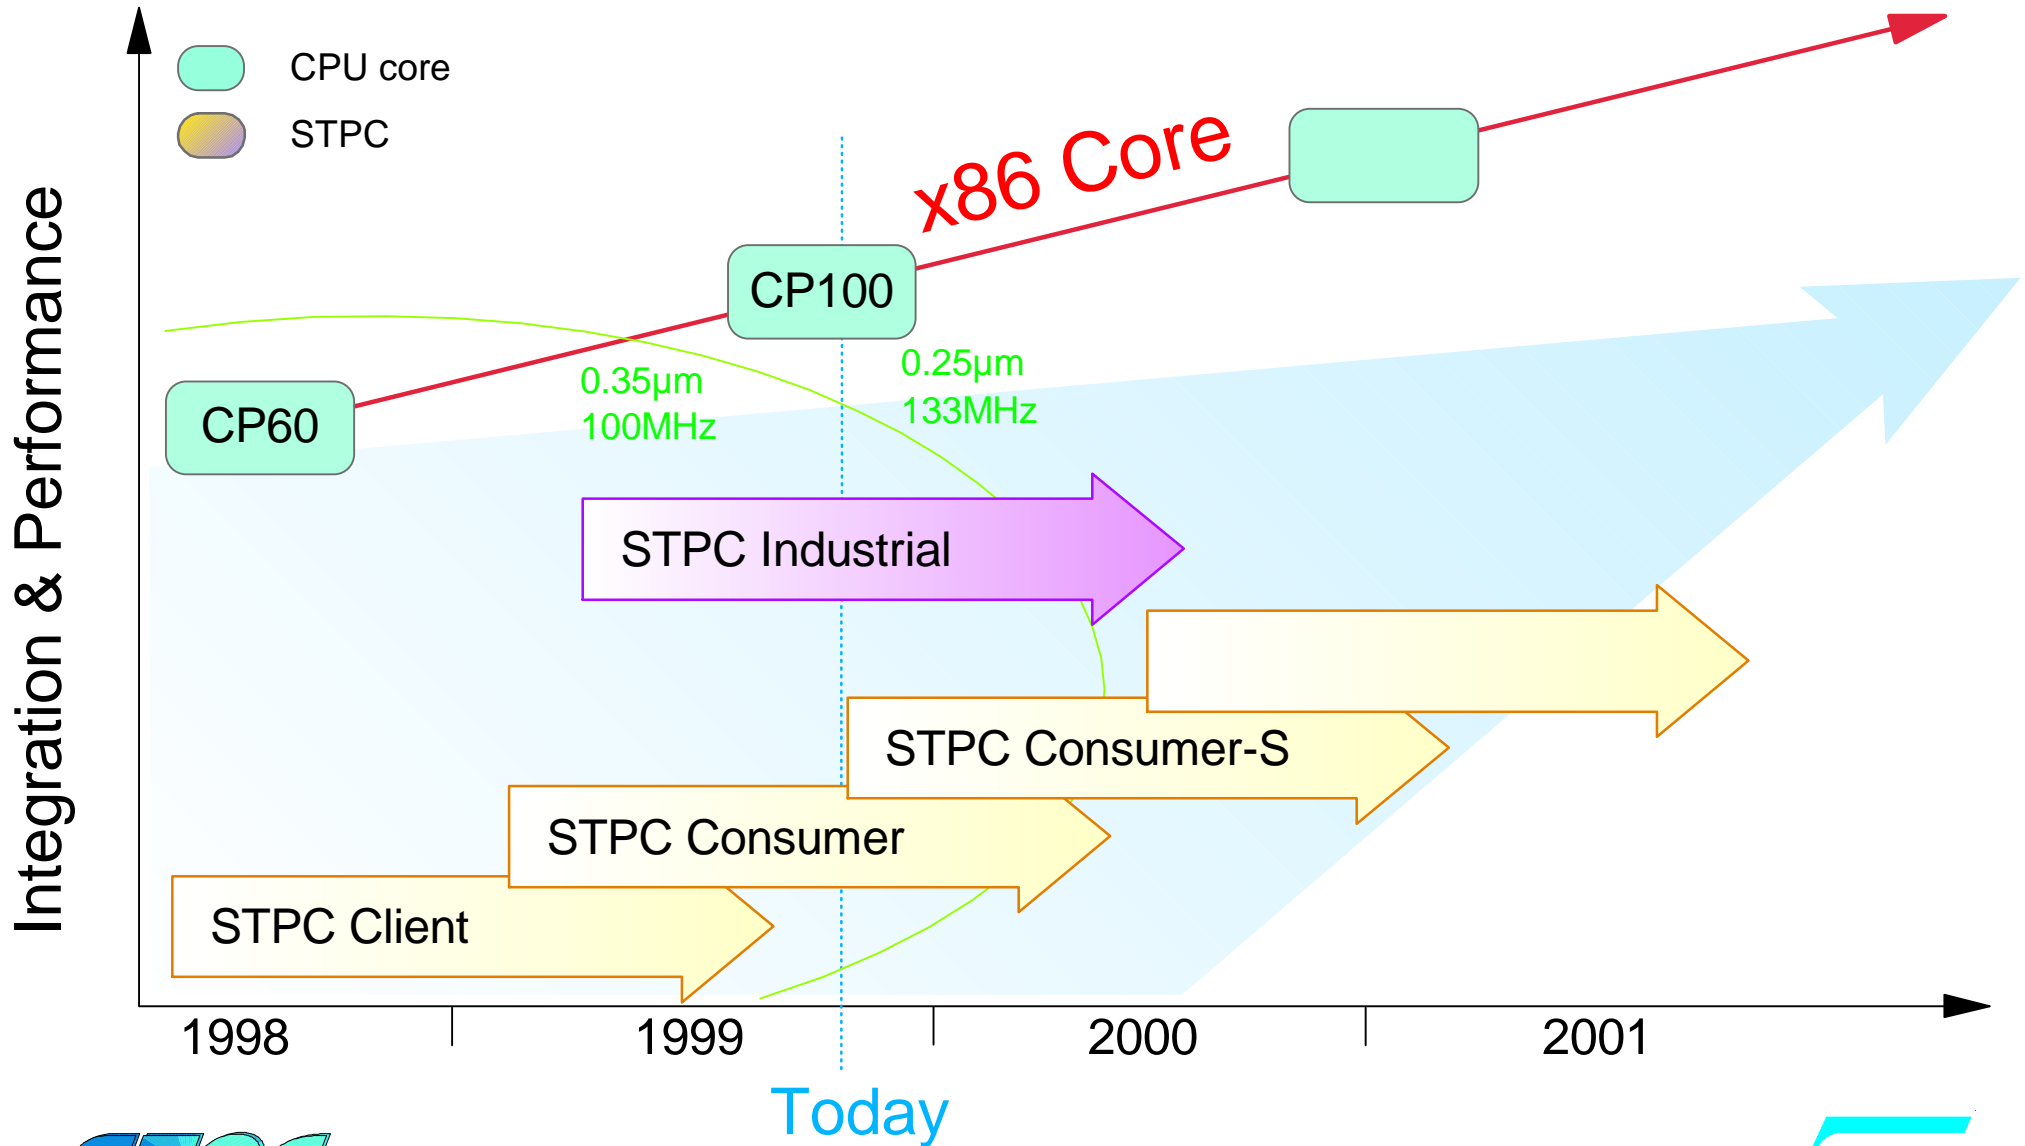 CPU core
STPC
x86 Core
CP100
0.35µm
100MHz
0.25µm
133MHz
CP60
Integration & Performance
STPC Industrial
STPC Consumer-S
STPC Consumer
STPC Client
1998
1999
2000
2001
Today